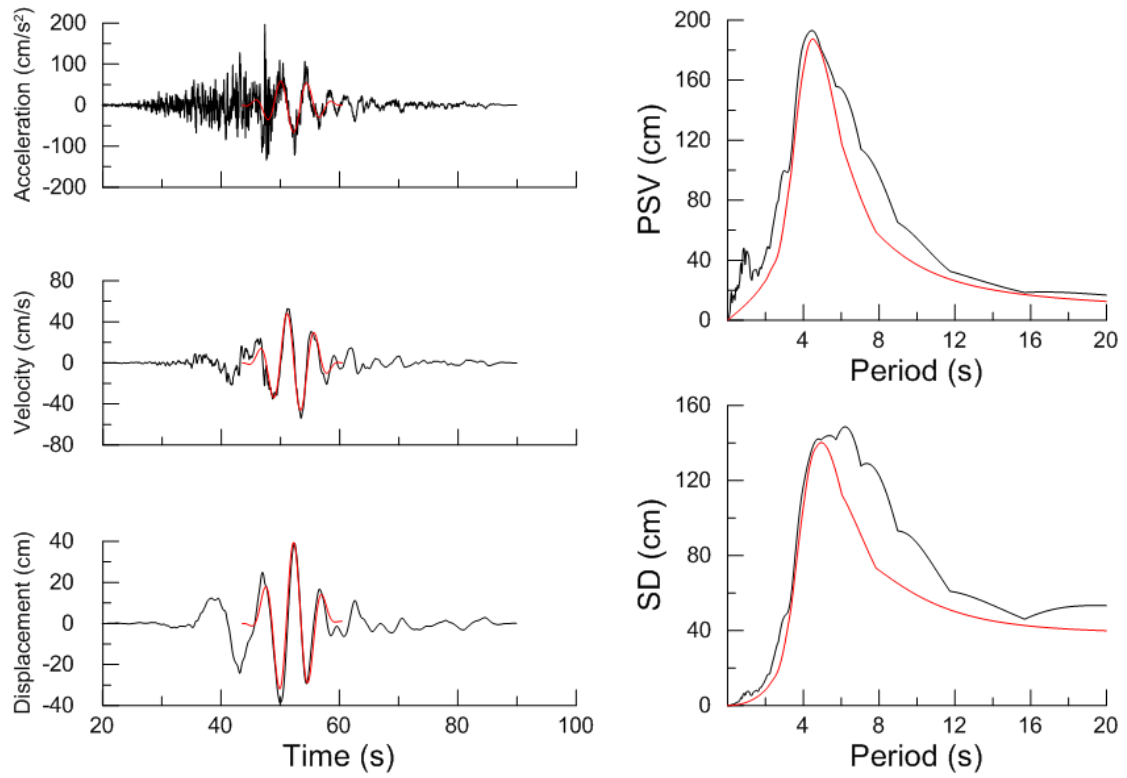 Acceleration (cm/s²)
200
100
0
-100
-200
Velocity (cm/s)
80
40
0
-40
-80
Displacement (cm)
40
20
0
-20
-40
20 40 60 80 100
Time (s)
PSV (cm)
200
160
120
80
40
0
4 8 12 16 20
Period (s)
SD (cm)
160
120
80
40
0
4 8 12 16 20
Period (s)